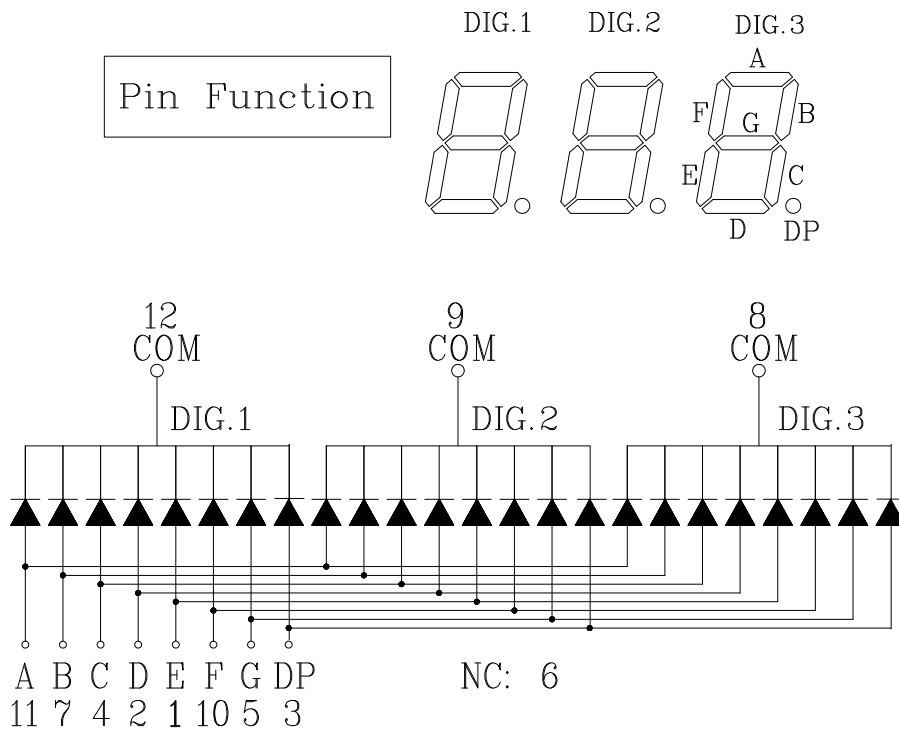 DIG.1 DIG.2 DIG.3
A
Pin Function
F B
G
E C
D DP
12 9 8
COM COM COM
DIG.1 DIG.2 DIG.3
A B C D E F G DP NC: 6
11 7 4 2 1 10 5 3